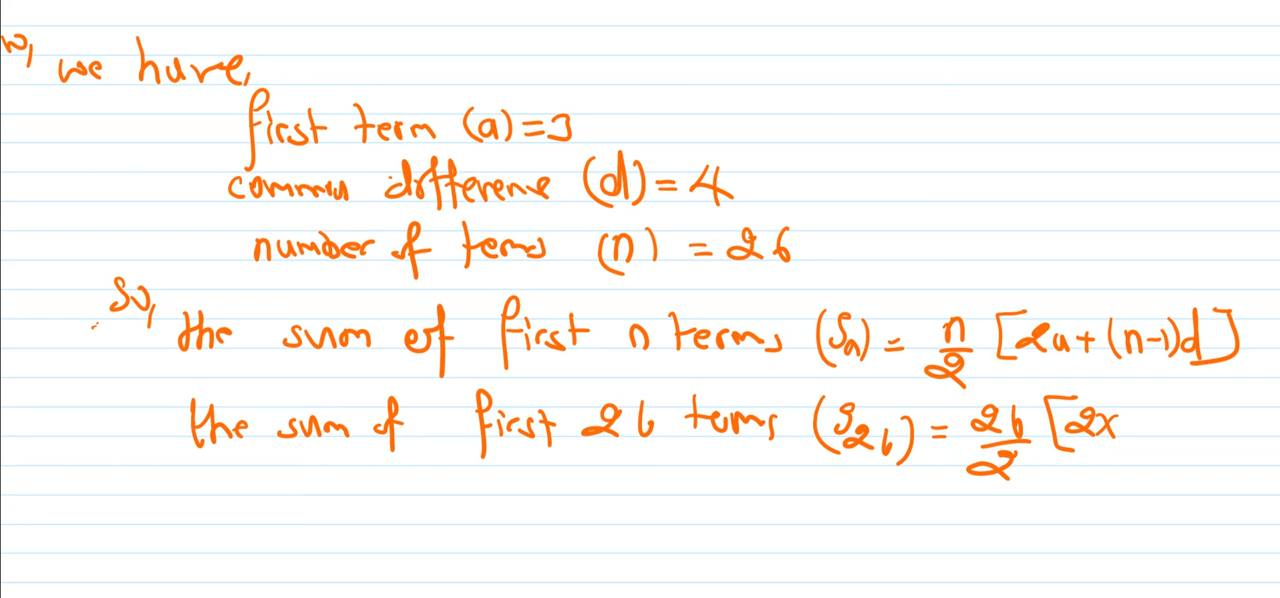 w, we have,
first term (a) = 3
common difference (d) = 4
number of terms (n) = 26
So,
the sum of first n terms (Sn) = n/2 [2a + (n-1)d]
the sum of first 26 terms (S26) = 26/2 [2x